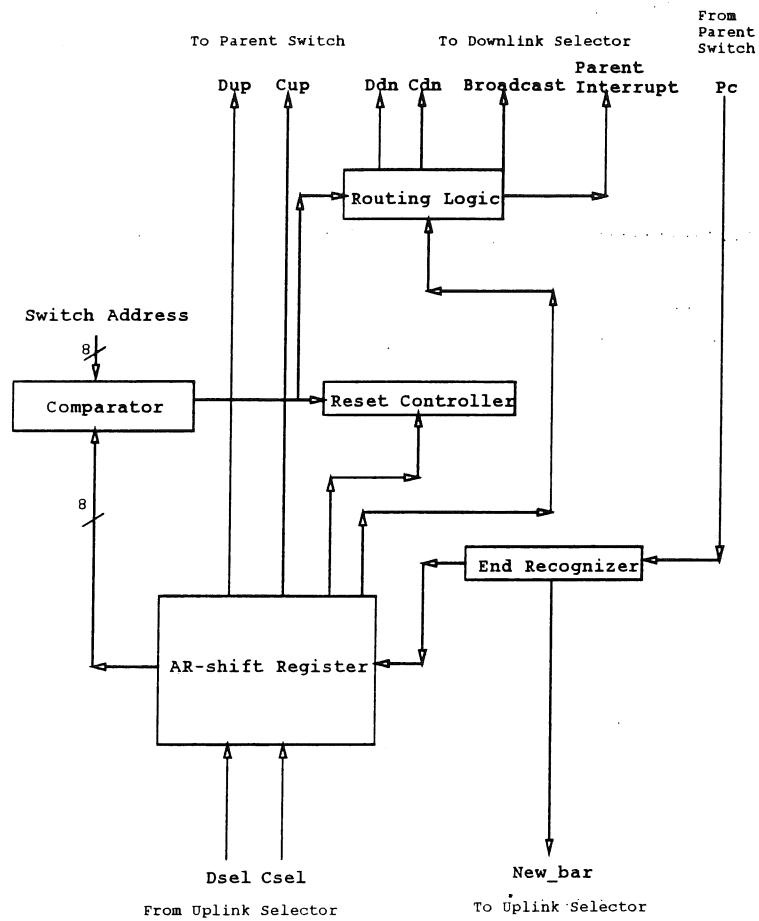 From
Parent
Switch
To Parent Switch
To Downlink Selector
Dup Cup Ddn Cdn Broadcast
Parent
Interrupt
Pc
Routing Logic
Switch Address
8
Comparator
Reset Controller
8
End Recognizer
AR-shift Register
Dsel Csel
From Uplink Selector
New_bar
To Uplink Selector